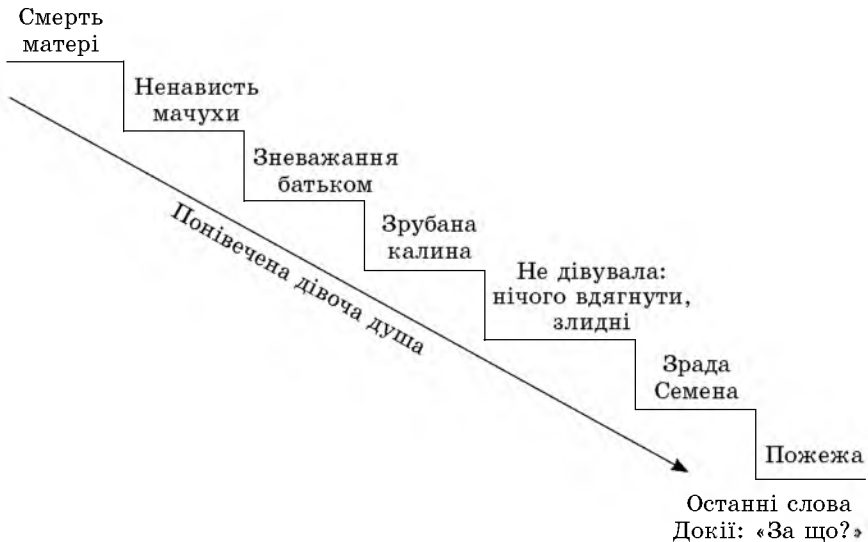 Смерть
матері
Ненависть
мачухи
Зневажання
батьком
Зрубана
калина
Не дівувала:
нічого вдягнути,
злидні
Зрада
Семена
Пожежа
Понівечена дівоча душа
Останні слова
Докії: «За що?»